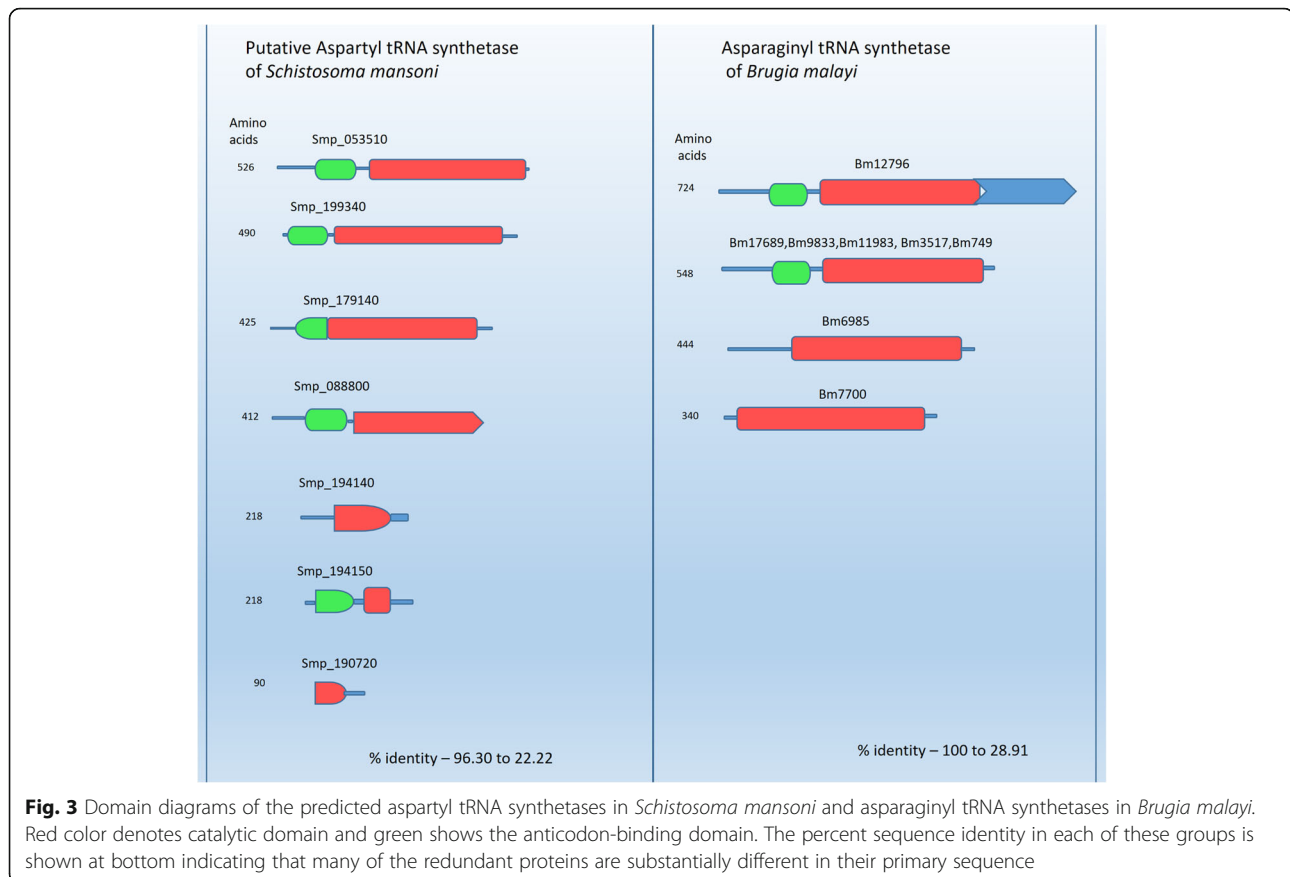 Putative Aspartyl tRNA synthetase
of Schistosoma mansoni
Amino
acids
Smp_053510
526
Smp_199340
490
Smp_179140
425
Smp_088800
412
Smp_194140
218
Smp_194150
218
Smp_190720
90
% identity – 96.30 to 22.22
Asparaginyl tRNA synthetase
of Brugia malayi
Amino
acids
Bm12796
724
Bm17689,Bm9833,Bm11983, Bm3517,Bm749
548
Bm6985
444
Bm7700
340
% identity – 100 to 28.91
Fig. 3 Domain diagrams of the predicted aspartyl tRNA synthetases in Schistosoma mansoni and asparaginyl tRNA synthetases in Brugia malayi.
Red color denotes catalytic domain and green shows the anticodon-binding domain. The percent sequence identity in each of these groups is
shown at bottom indicating that many of the redundant proteins are substantially different in their primary sequence